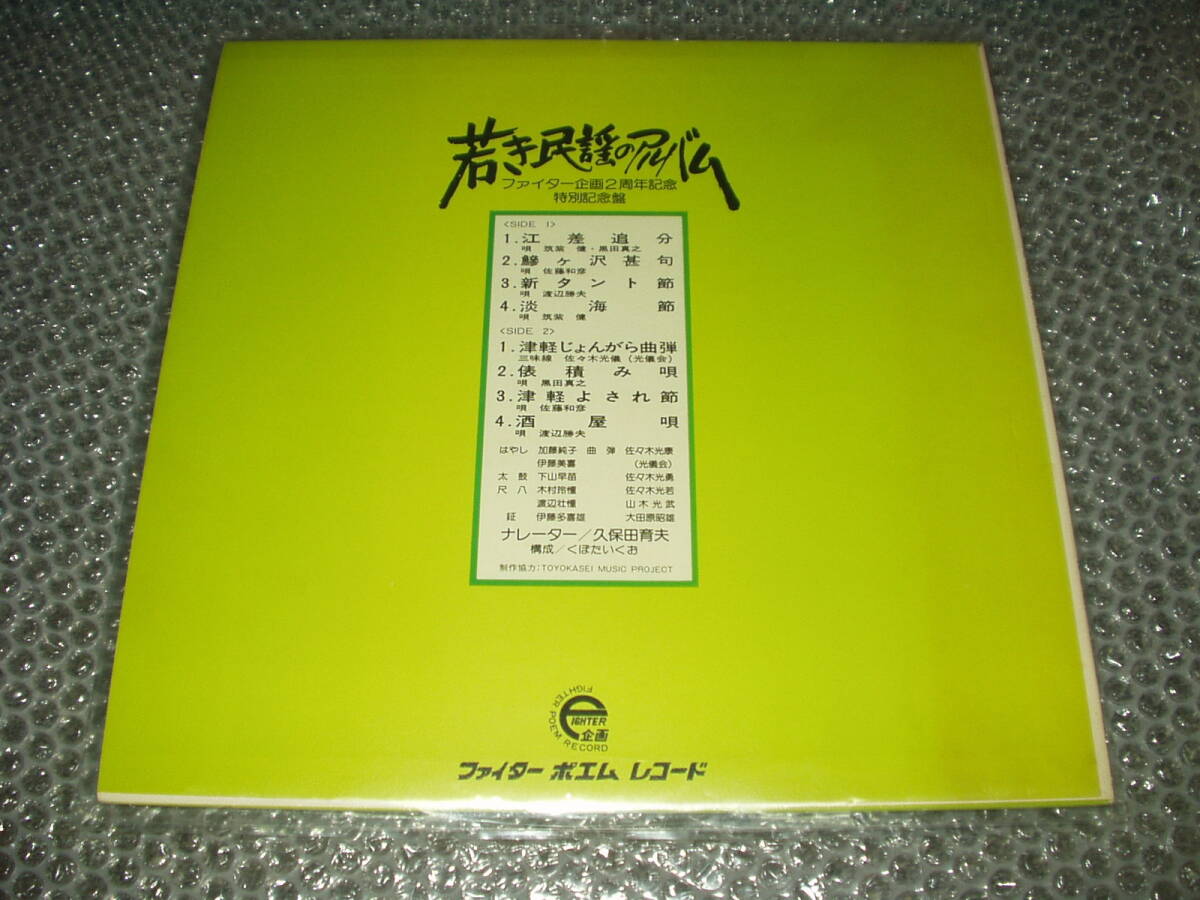 若き民謡のアルバム
ファイター企画2周年記念
特別記念盤
〈SIDE 1〉
1.江差追分
唄 筑紫 健・黒田真之
2.鰺ヶ沢甚句
唄 佐藤和彦
3.新タント節
唄 渡辺勝夫
4.淡海節
唄 筑紫 健
〈SIDE 2〉
1.津軽じょんがら曲弾
三味線 佐々木光儀(光儀会)
2.俵積み唄
唄 黒田真之
3.津軽よされ節
唄 佐藤和彦
4.酒屋唄
唄 渡辺勝夫
はやし 加藤純子 曲弾 佐々木光康
伊藤美喜 (光儀会)
太鼓 下山早苗 佐々木光勇
尺八 木村玲憧 佐々木光若
渡辺壮憧 山木光武
鉦 伊藤多喜雄 大田原昭雄
ナレーター/久保田育夫
構成/くぼたいくお
制作協力:TOYOKASEI MUSIC PROJECT
FIGHTER POEM RECORD
FIGHTER
企画
ファイター ポエム レコード